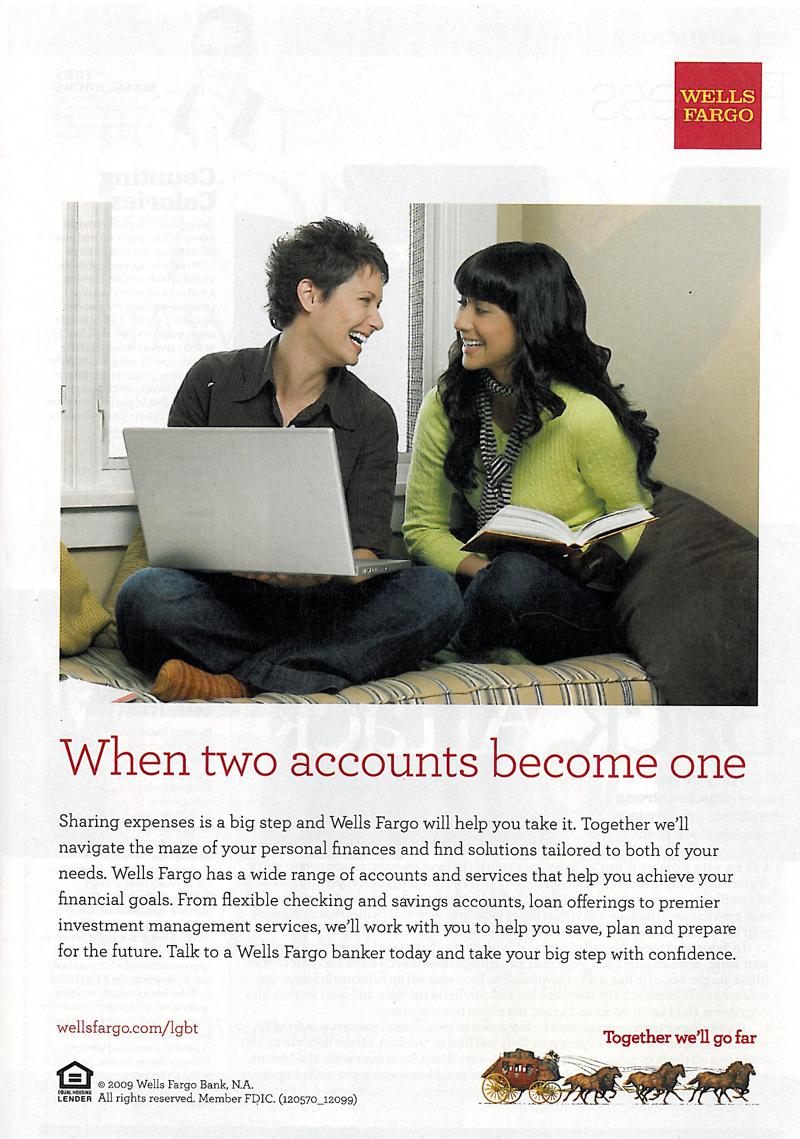 WELLS
FARGO
Counting
Calories
When two accounts become one
Sharing expenses is a big step and Wells Fargo will help you take it. Together we'll
navigate the maze of your personal finances and find solutions tailored to both of your
needs. Wells Fargo has a wide range of accounts and services that help you achieve your
financial goals. From flexible checking and savings accounts, loan offerings to premier
investment management services, we'll work with you to help you save, plan and prepare
for the future. Talk to a Wells Fargo banker today and take your big step with confidence.
wellsfargo.com/lgbt
Together we'll go far
EQUAL HOUSING
LENDER
© 2009 Wells Fargo Bank, N.A.
All rights reserved. Member FDIC. (120570_12099)